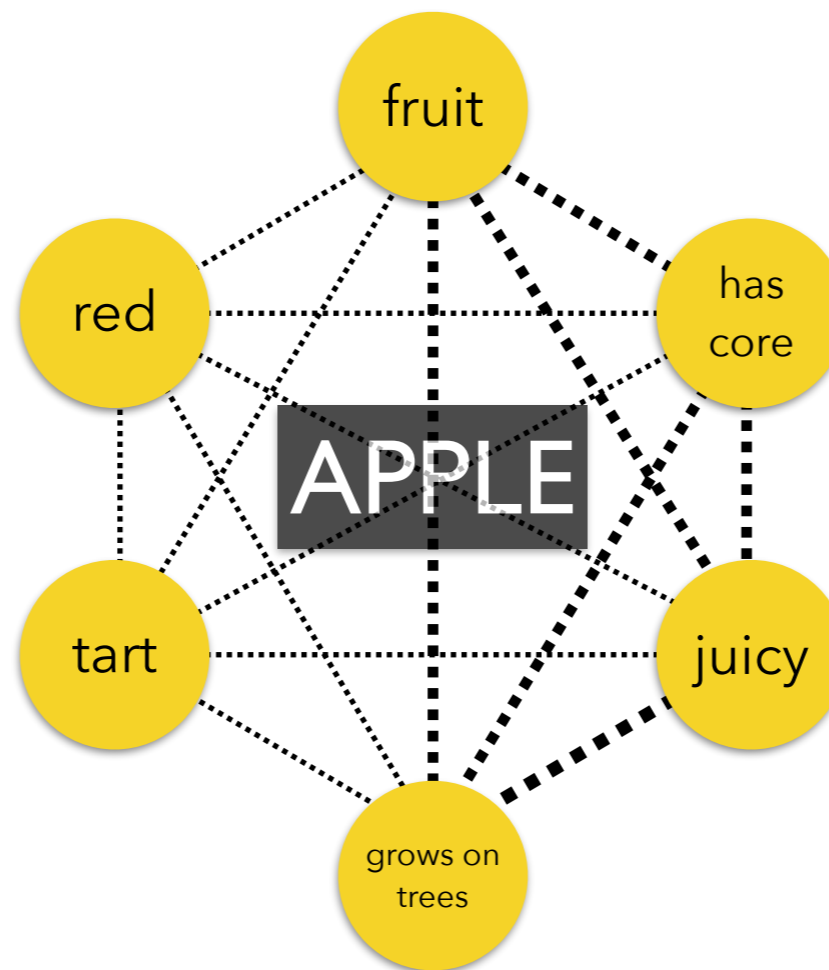 fruit
red
has
core
APPLE
tart
juicy
grows on
trees